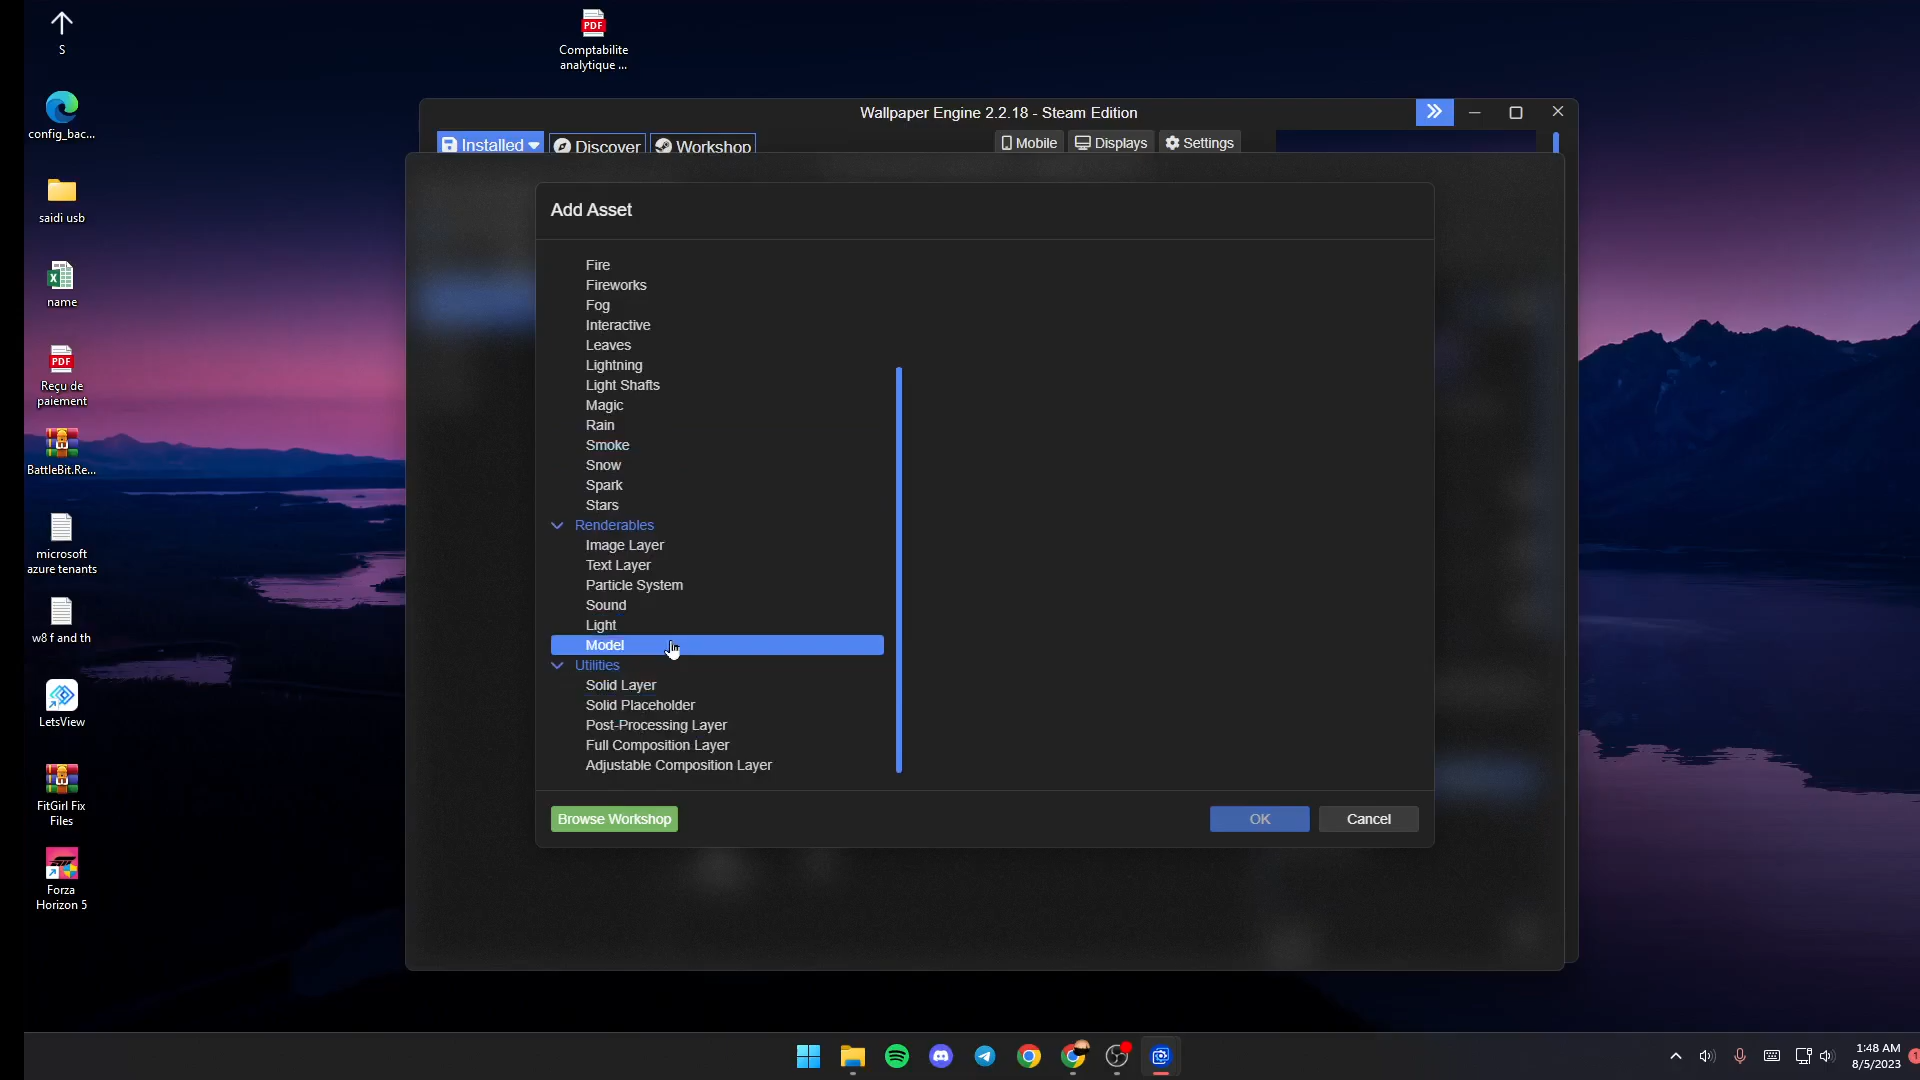 S
config_bac...
saidi usb
name
PDF
Reçu de
paiement
BattleBit.Re...
microsoft
azure tenants
w8 f and th
LetsView
FitGirl Fix
Files
Forza
Horizon 5
PDF
Comptabilite
analytique ...
Wallpaper Engine 2.2.18 - Steam Edition
Installed Discover Workshop Mobile Displays Settings
Add Asset
Fire
Fireworks
Fog
Interactive
Leaves
Lightning
Light Shafts
Magic
Rain
Smoke
Snow
Spark
Stars
Renderables
Image Layer
Text Layer
Particle System
Sound
Light
Model
Utilities
Solid Layer
Solid Placeholder
Post-Processing Layer
Full Composition Layer
Adjustable Composition Layer
Browse Workshop OK Cancel
1:48 AM
8/5/2023